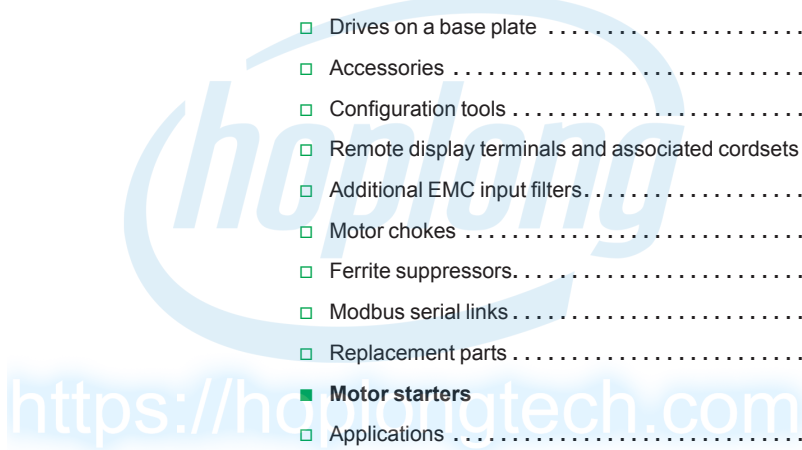 Drives on a base plate . . . . . . . . . . . . . . . . . . . . . . .
Accessories . . . . . . . . . . . . . . . . . . . . . . . . . . . . . .
Configuration tools . . . . . . . . . . . . . . . . . . . . . . . . .
Remote display terminals and associated cordsets
Additional EMC input filters. . . . . . . . . . . . . . . . . . .
Motor chokes . . . . . . . . . . . . . . . . . . . . . . . . . . . . .
Ferrite suppressors. . . . . . . . . . . . . . . . . . . . . . . . .
Modbus serial links . . . . . . . . . . . . . . . . . . . . . . . . .
Replacement parts . . . . . . . . . . . . . . . . . . . . . . . . .
Motor starters
Applications . . . . . . . . . . . . . . . . . . . . . . . . . . . . . .
hoplong
https://hoplongtech.com